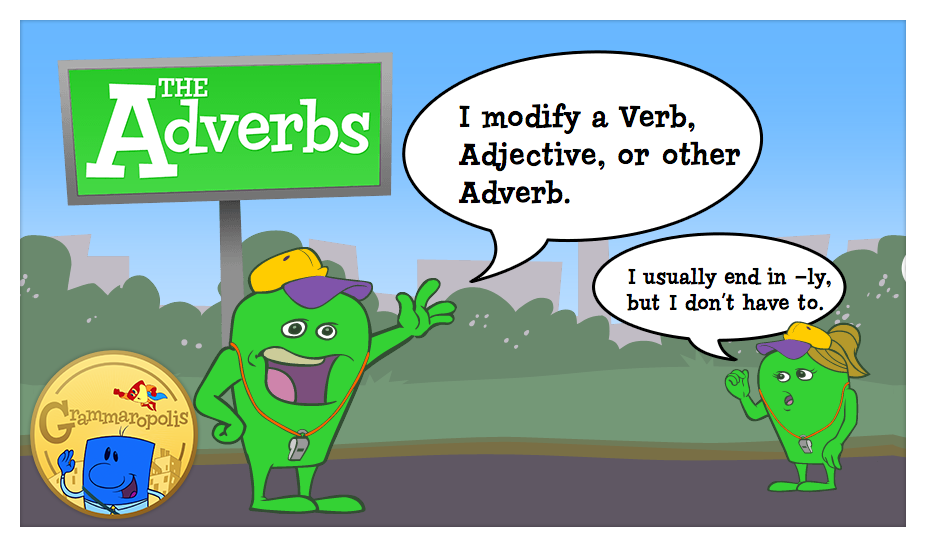 THE
Adverbs
I modify a Verb,
Adjective, or other
Adverb.
I usually end in -ly,
but I don't have to.
Grammaropolis